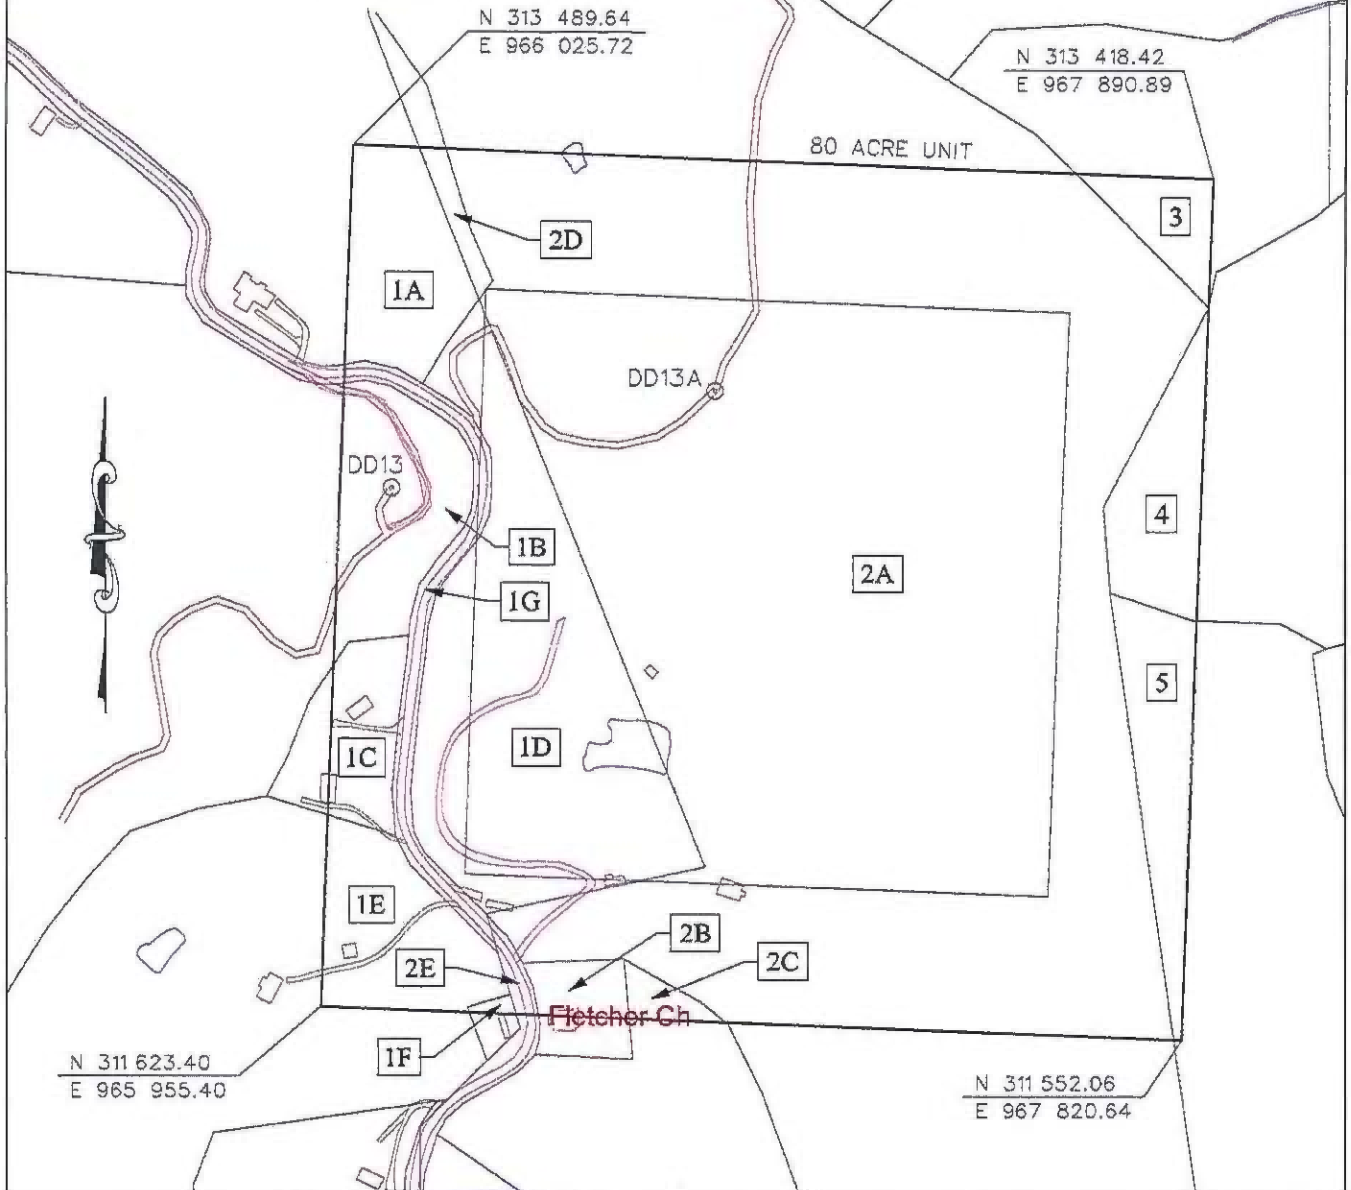 N 313 489.64
E 966 025.72
N 313 418.42
E 967 890.89
80 ACRE UNIT
3
2D
1A
DD13A
DD13
4
1B
2A
1G
5
1D
1C
1E
2B
2E
2C
Fletcher Ch
1F
N 311 623.40
E 965 955.40
N 311 552.06
E 967 820.64